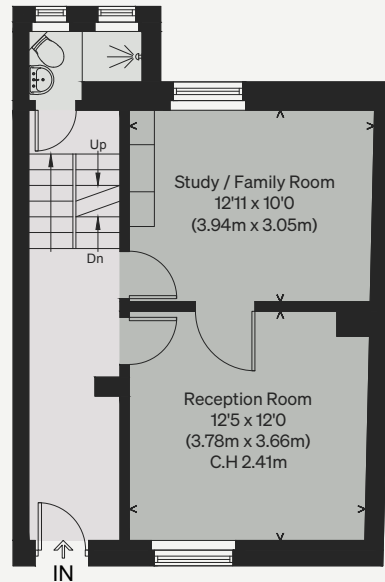 Up
Study / Family Room
12'11 x 10'0
(3.94m x 3.05m)
Dn
Reception Room
12'5 x 12'0
(3.78m x 3.66m)
C.H 2.41m
IN